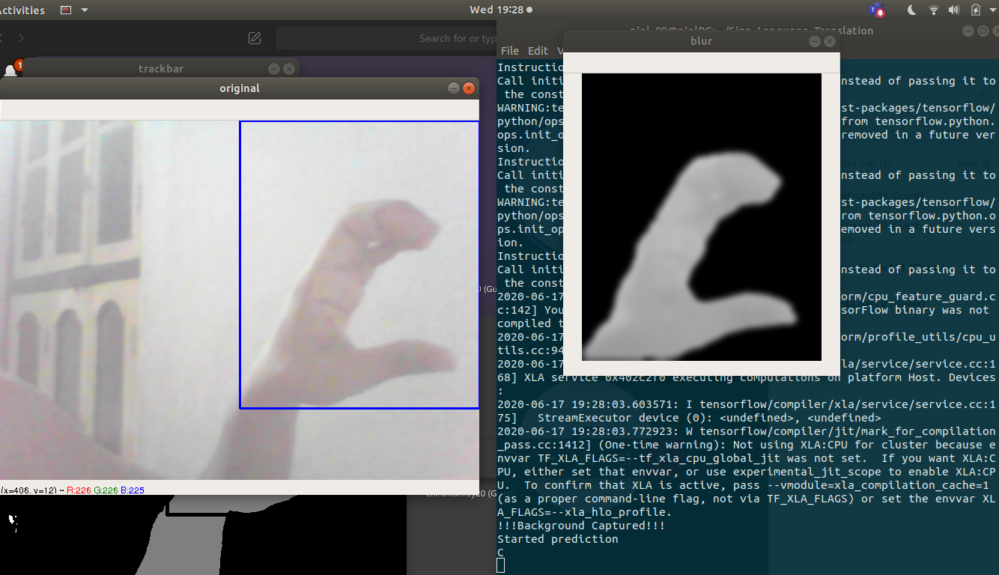 Activities
Wed 19:28
Search for or typ
~/Sign_Language_Translation
1
trackbar
File Edit V
blur
original
Instructio
Call initi
nstead of passing it to
the const
WARNING:te
st-packages/tensorflow/
python/ops
from tensorflow.python.
ops.init_o
removed in a future ver
sion.
Instructio
this call (4)
Mute all
Call initi
nstead of passing it to
the const
(Guest)
WARNING:te
st-packages/tensorflow/
python/ops
rom tensorflow.python.o
ps.init_op
emoved in a future vers
ion.
Instructio
Call initi
nstead of passing it to
the const
) (Gu
2020-06-17
orm/cpu_feature_guard.c
c:142] You
sorFlow binary was not
compiled t
2020-06-17
orm/profile_utils/cpu_u
tils.cc:94
2020-06-17
la/service/service.cc:1
68] XLA service 0x402c2f0 executing computations on platform Host. Devices
:
2020-06-17 19:28:03.603571: I tensorflow/compiler/xla/service/service.cc:1
75]   StreamExecutor device (0): <undefined>, <undefined>
2020-06-17 19:28:03.772923: W tensorflow/compiler/jit/mark_for_compilation
_pass.cc:1412] (One-time warning): Not using XLA:CPU for cluster because e
nvvar TF_XLA_FLAGS=--tf_xla_cpu_global_jit was not set.  If you want XLA:C
PU, either set that envvar, or use experimental_jit_scope to enable XLA:CP
U.  To confirm that XLA is active, pass --vmodule=xla_compilation_cache=1
(as a proper command-line flag, not via TF_XLA_FLAGS) or set the envvar XL
A_FLAGS=--xla_hlo_profile.
!!!Background Captured!!!
Started prediction
C
(x=406, y=12) ~ R:226 G:226 B:225